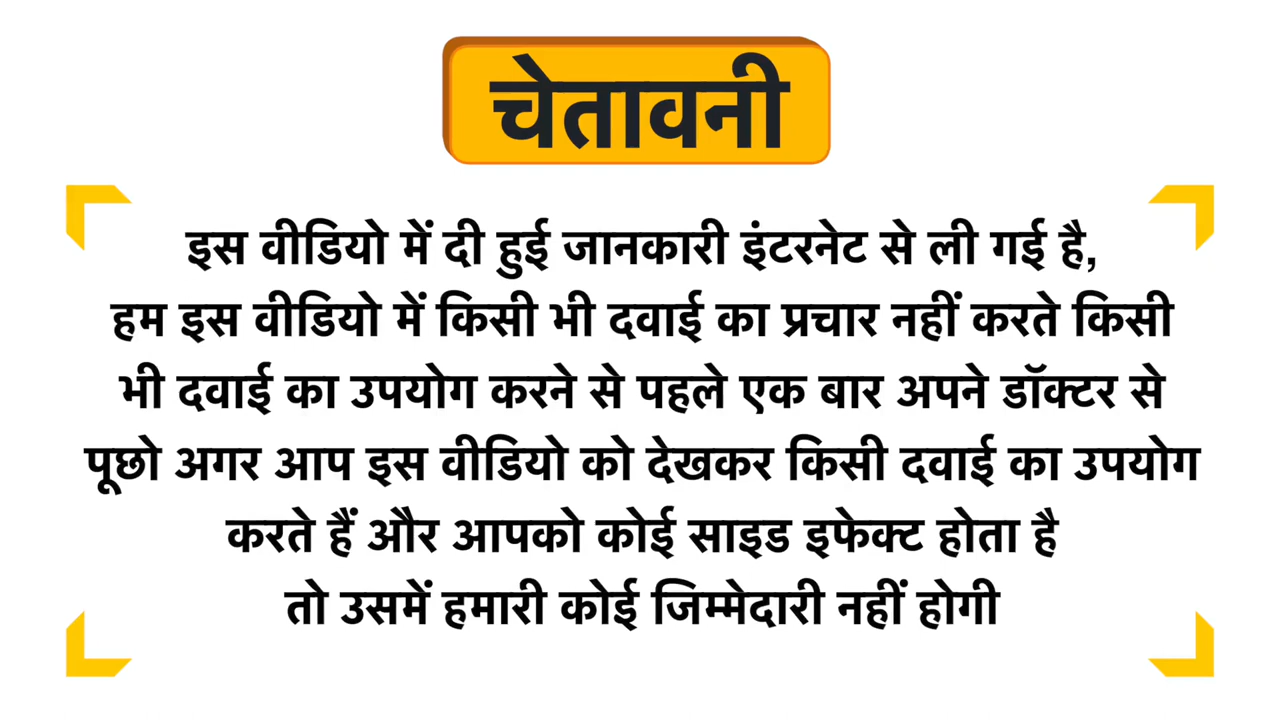 चेतावनी
इस वीडियो में दी हुई जानकारी इंटरनेट से ली गई है,
हम इस वीडियो में किसी भी दवाई का प्रचार नहीं करते किसी
भी दवाई का उपयोग करने से पहले एक बार अपने डॉक्टर से
पूछो अगर आप इस वीडियो को देखकर किसी दवाई का उपयोग
करते हैं और आपको कोई साइड इफेक्ट होता है
तो उसमें हमारी कोई जिम्मेदारी नहीं होगी